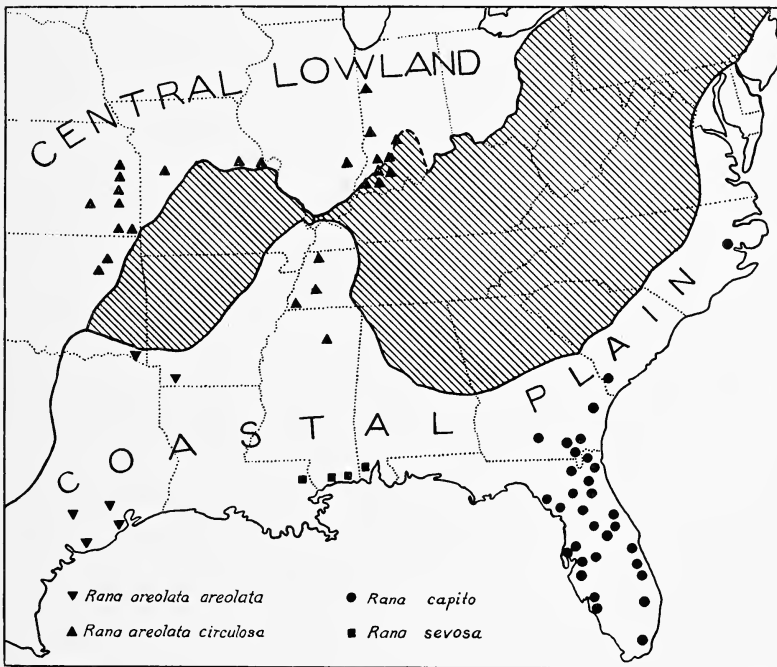 CENTRAL LOWLAND
COASTAL PLAIN
Rana areolata areolata
Rana areolata circulosa
Rana capito
Rana sevosa